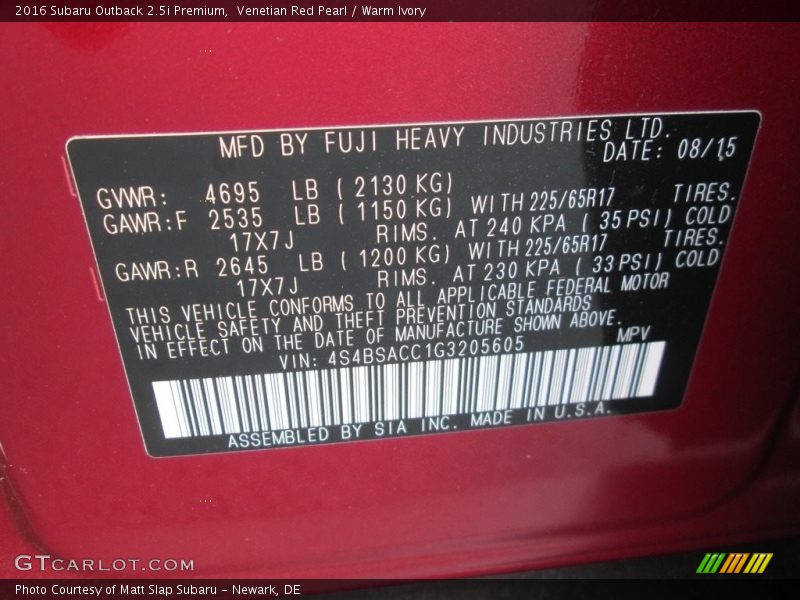 2016 Subaru Outback 2.5i Premium,  Venetian Red Pearl / Warm Ivory
MFD BY FUJI HEAVY INDUSTRIES LTD.
DATE: 08/15
GVWR: 4695 LB ( 2130 KG)
GAWR:F 2535 LB ( 1150 KG) WITH 225/65R17 TIRES.
17X7J RIMS. AT 240 KPA ( 35 PSI) COLD
GAWR:R 2645 LB ( 1200 KG) WITH 225/65R17 TIRES.
17X7J RIMS. AT 230 KPA ( 33 PSI) COLD
THIS VEHICLE CONFORMS TO ALL APPLICABLE FEDERAL MOTOR
VEHICLE SAFETY AND THEFT PREVENTION STANDARDS
IN EFFECT ON THE DATE OF MANUFACTURE SHOWN ABOVE.
VIN: 4S4BSACC1G3205605 MPV
ASSEMBLED BY SIA INC. MADE IN U.S.A.
GTCARLOT.COM
Photo Courtesy of Matt Slap Subaru - Newark, DE